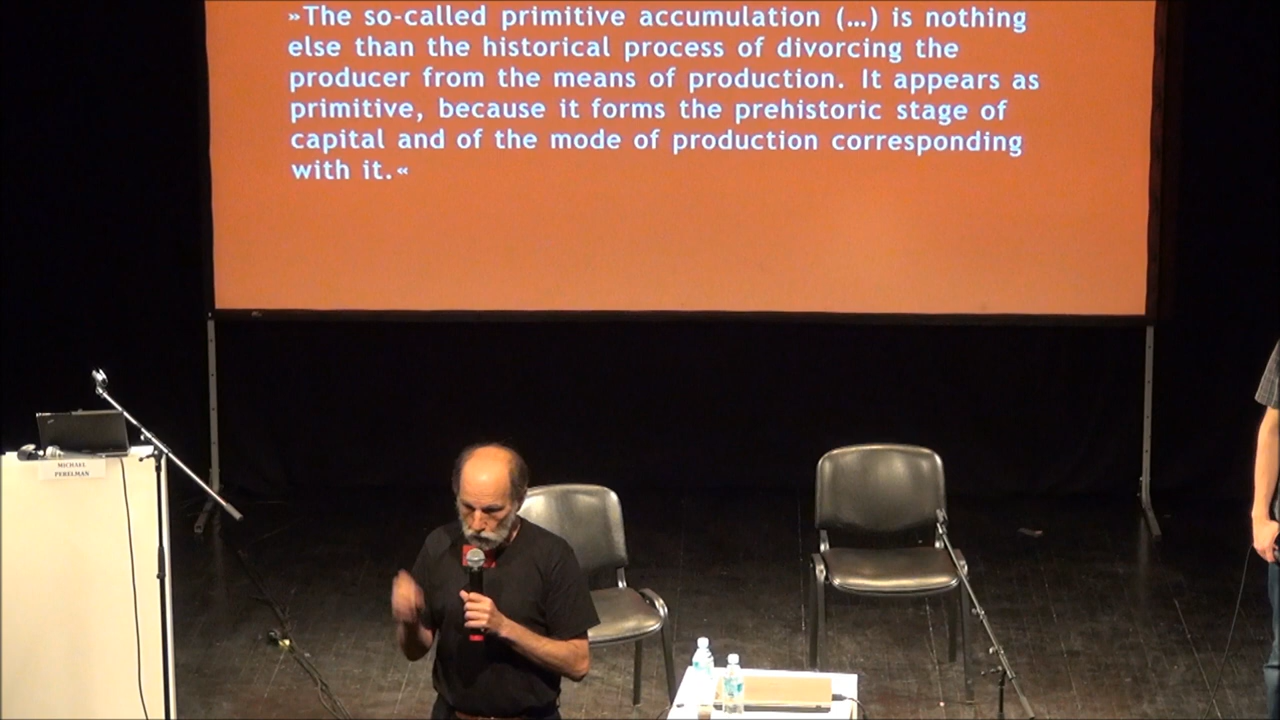 »The so-called primitive accumulation (…) is nothing
else than the historical process of divorcing the
producer from the means of production. It appears as
primitive, because it forms the prehistoric stage of
capital and of the mode of production corresponding
with it.«
MICHAEL
PERELMAN